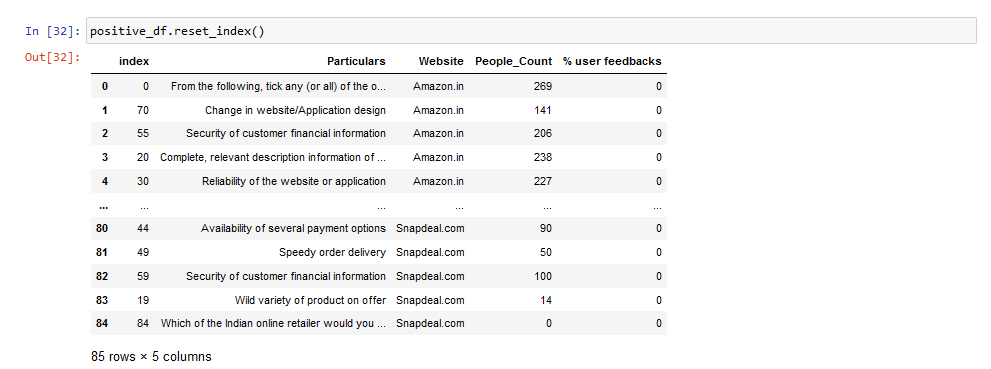 In [32]: positive_df.reset_index()
Out[32]:
index Particulars Website People_Count % user feedbacks
0 0 From the following, tick any (or all) of the o... Amazon.in 269 0
1 70 Change in website/Application design Amazon.in 141 0
2 55 Security of customer financial information Amazon.in 206 0
3 20 Complete, relevant description information of ... Amazon.in 238 0
4 30 Reliability of the website or application Amazon.in 227 0
... ... ... ... ... ...
80 44 Availability of several payment options Snapdeal.com 90 0
81 49 Speedy order delivery Snapdeal.com 50 0
82 59 Security of customer financial information Snapdeal.com 100 0
83 19 Wild variety of product on offer Snapdeal.com 14 0
84 84 Which of the Indian online retailer would you ... Snapdeal.com 0 0
85 rows × 5 columns